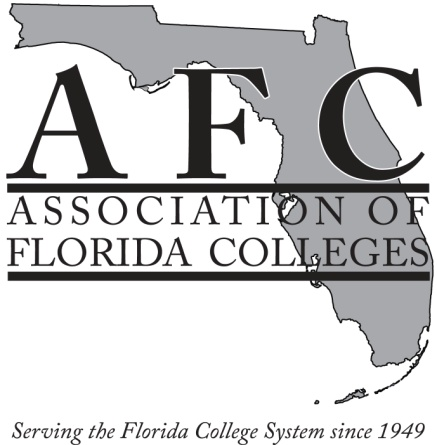 AFC
ASSOCIATION OF
FLORIDA COLLEGES
Serving the Florida College System since 1949